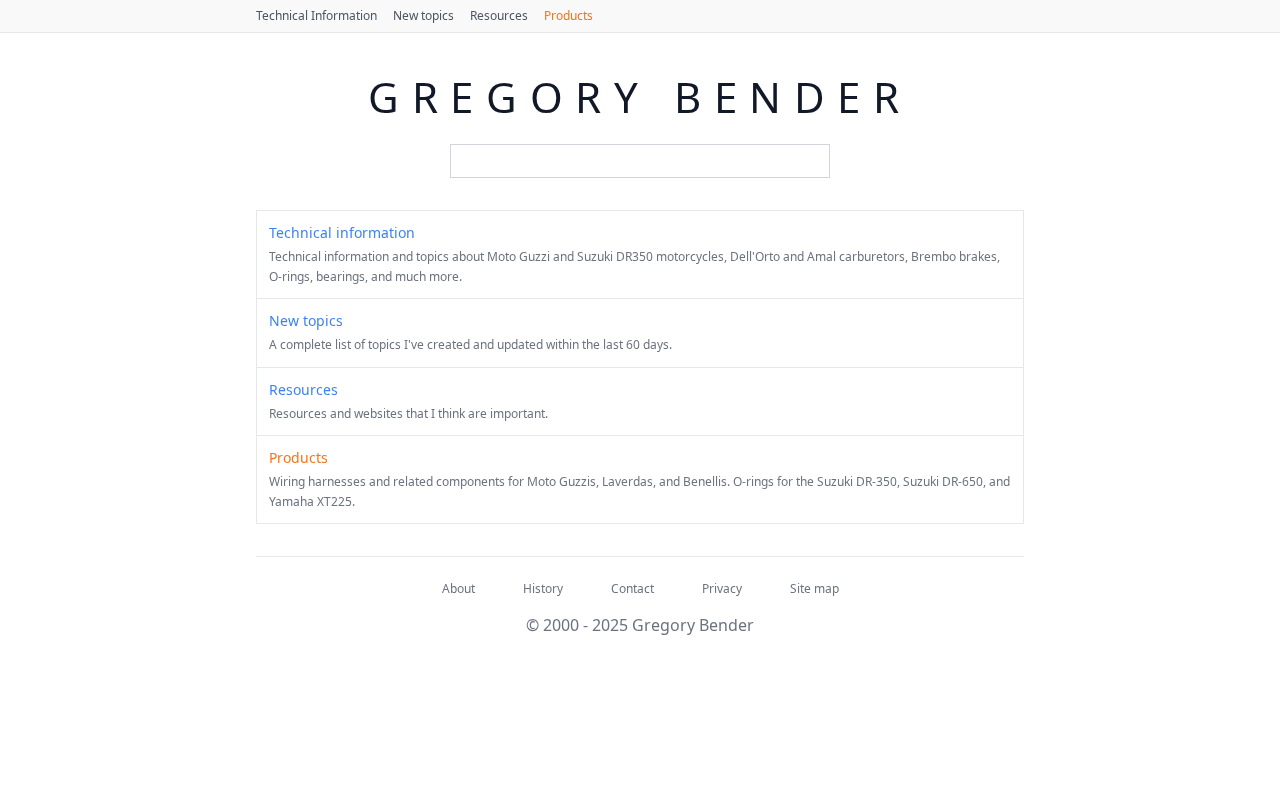 Technical Information New topics Resources Products
GREGORY BENDER
Technical information
Technical information and topics about Moto Guzzi and Suzuki DR350 motorcycles, Dell'Orto and Amal carburetors, Brembo brakes,
O-rings, bearings, and much more.
New topics
A complete list of topics I've created and updated within the last 60 days.
Resources
Resources and websites that I think are important.
Products
Wiring harnesses and related components for Moto Guzzis, Laverdas, and Benellis. O-rings for the Suzuki DR-350, Suzuki DR-650, and
Yamaha XT225.
About History Contact Privacy Site map
© 2000 - 2025 Gregory Bender